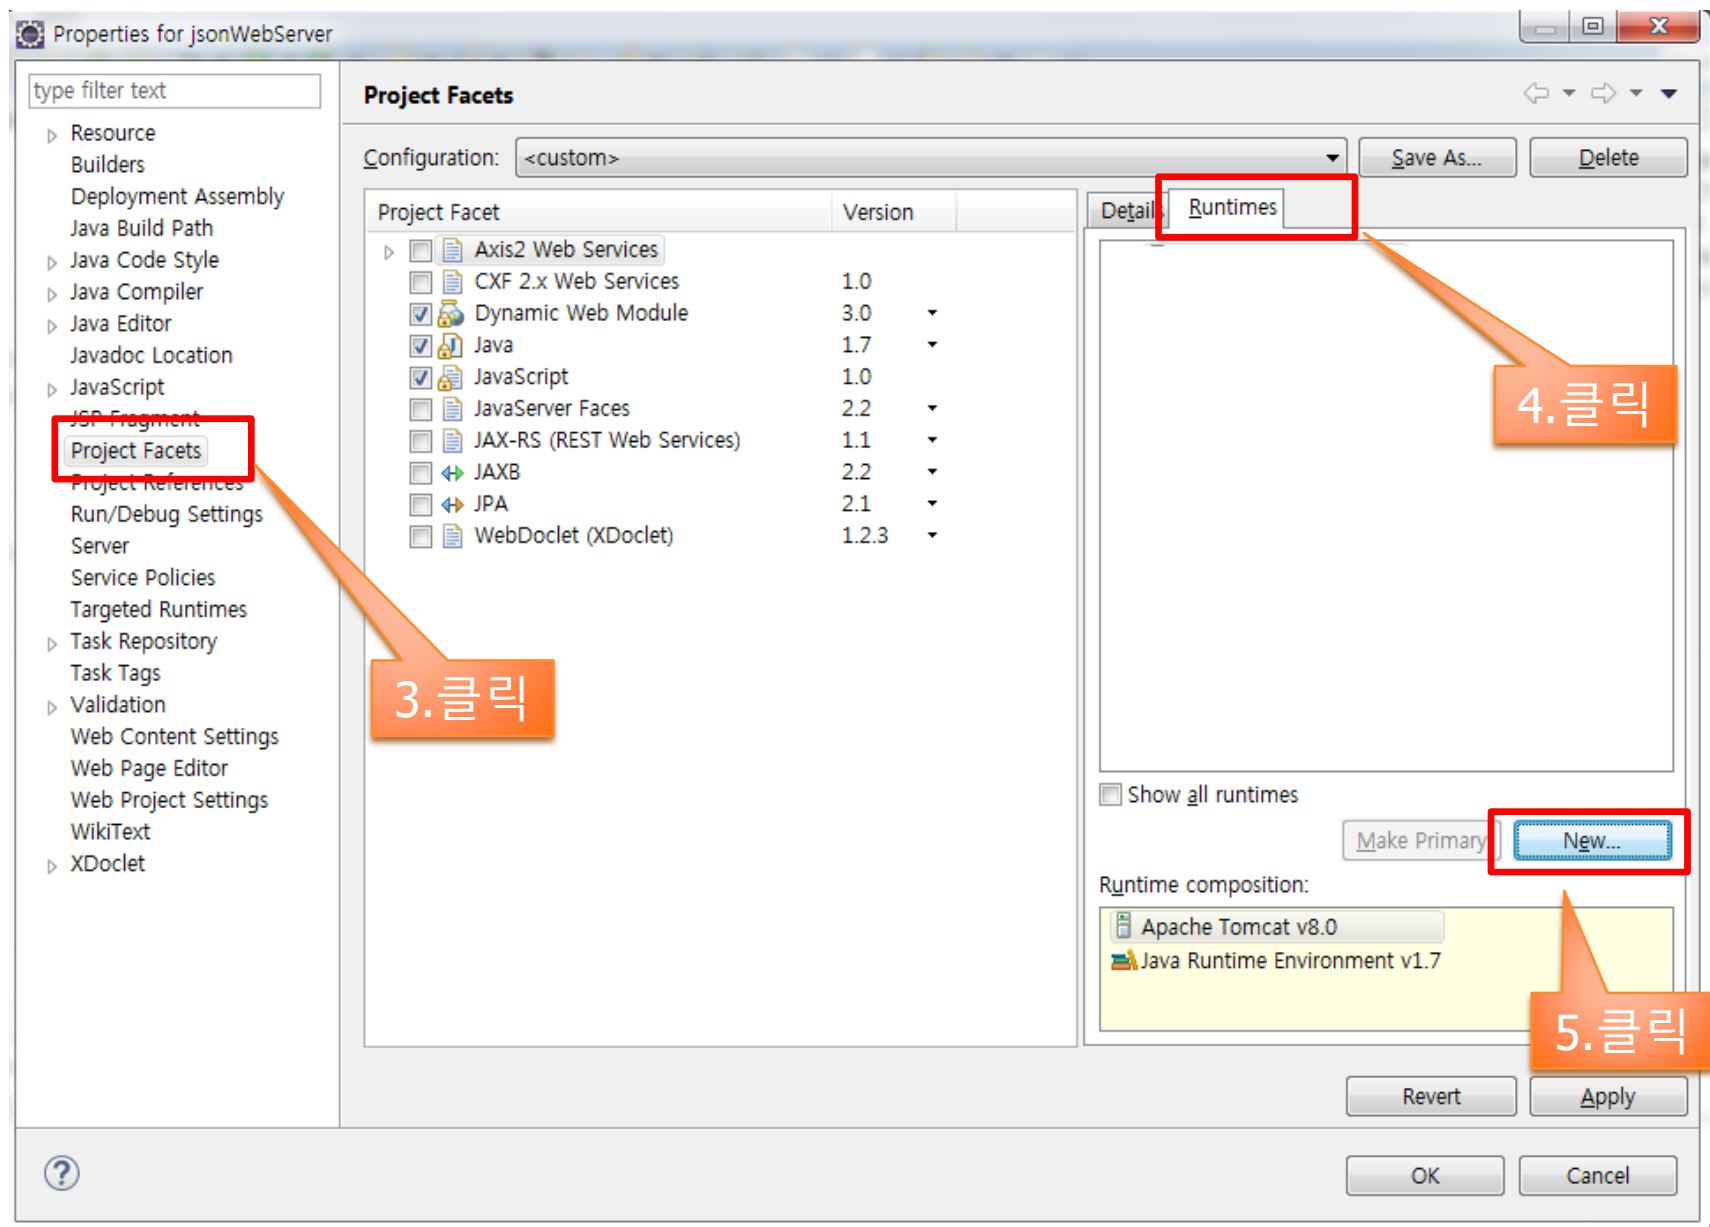 Properties for jsonWebServer
type filter text
Resource
Builders
Deployment Assembly
Java Build Path
Java Code Style
Java Compiler
Java Editor
Javadoc Location
JavaScript
JSP Fragment
Project Facets
Project References
Run/Debug Settings
Server
Service Policies
Targeted Runtimes
Task Repository
Task Tags
Validation
Web Content Settings
Web Page Editor
Web Project Settings
WikiText
XDoclet
Project Facets
Configuration: <custom> Save As... Delete
Project Facet Version
Axis2 Web Services
CXF 2.x Web Services 1.0
Dynamic Web Module 3.0
Java 1.7
JavaScript 1.0
JavaServer Faces 2.2
JAX-RS (REST Web Services) 1.1
JAXB 2.2
JPA 2.1
WebDoclet (XDoclet) 1.2.3
3.클릭
Details Runtimes
4.클릭
Show all runtimes
Make Primary New...
Runtime composition:
Apache Tomcat v8.0
Java Runtime Environment v1.7
5.클릭
Revert Apply
OK Cancel